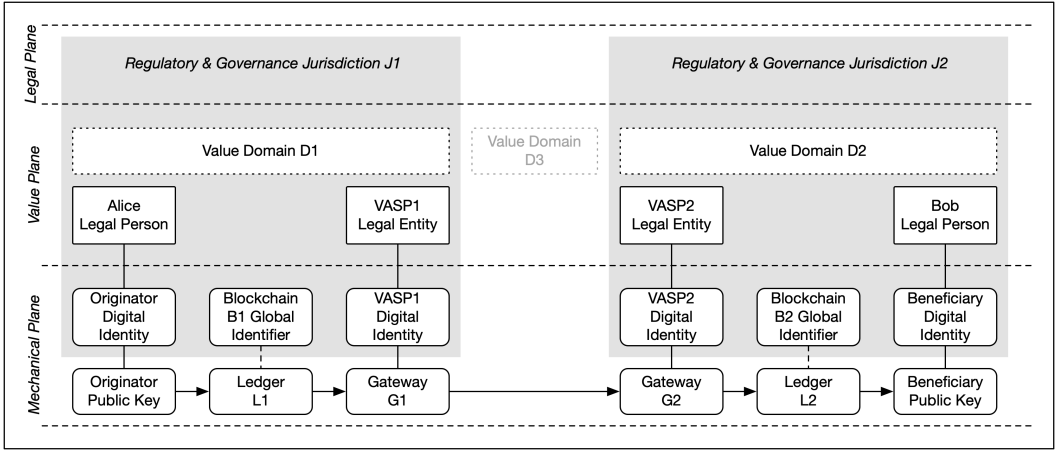 Legal Plane
Regulatory & Governance Jurisdiction J1
Regulatory & Governance Jurisdiction J2
Value Plane
Value Domain D1
Value Domain
D3
Value Domain D2
Alice
Legal Person
VASP1
Legal Entity
VASP2
Legal Entity
Bob
Legal Person
Mechanical Plane
Originator
Digital
Identity
Blockchain
B1 Global
Identifier
VASP1
Digital
Identity
VASP2
Digital
Identity
Blockchain
B2 Global
Identifier
Beneficiary
Digital
Identity
Originator
Public Key
Ledger
L1
Gateway
G1
Gateway
G2
Ledger
L2
Beneficiary
Public Key